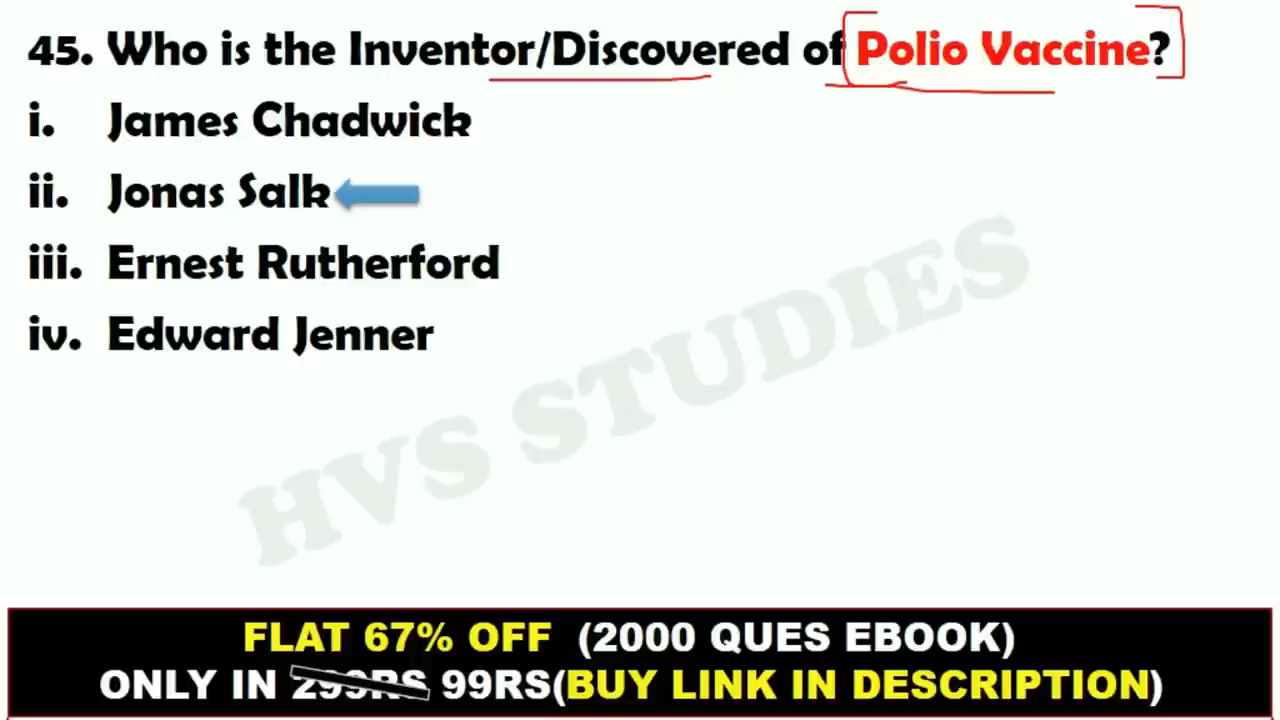 45. Who is the Inventor/Discovered of Polio Vaccine?
i. James Chadwick
ii. Jonas Salk
iii. Ernest Rutherford
iv. Edward Jenner
HVS STUDIES
FLAT 67% OFF (2000 QUES EBOOK)
ONLY IN 299RS 99RS(BUY LINK IN DESCRIPTION)